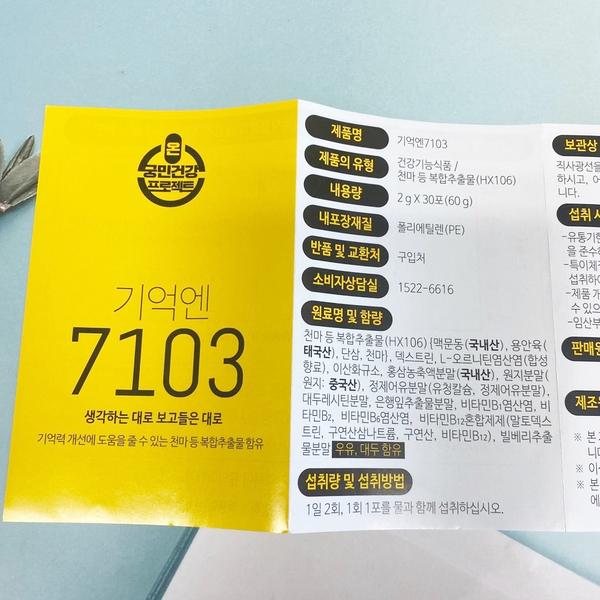 온
궁민건강
프로젝트
기억엔
7103
생각하는 대로 보고들은 대로
기억력 개선에 도움을 줄 수 있는 천마 등 복합추출물 함유
제품명
기억엔7103
제품의 유형
건강기능식품 /
천마 등 복합추출물(HX106)
내용량
2 g X 30포(60 g)
내포장재질
폴리에틸렌(PE)
반품 및 교환처
구입처
소비자상담실
1522-6616
원료명 및 함량
천마 등 복합추출물(HX106) {맥문동(국내산), 용안육(
태국산), 단삼, 천마}, 덱스트린, L-오르니틴염산염(합성
향료), 이산화규소, 홍삼농축액분말(국내산), 원지분말(
원지: 중국산), 정제어유분말(유청칼슘, 정제어유분말),
대두레시틴분말, 은행잎추출물분말, 비타민B1염산염, 비
타민B2, 비타민B6염산염, 비타민B12혼합제제(말토덱스
트린, 구연산삼나트륨, 구연산, 비타민B12), 빌베리추출
물분말 우유, 대두 함유
섭취량 및 섭취방법
1일 2회, 1회 1포를 물과 함께 섭취하십시오.
보관상
직사광선을
하시고, 어
니다.
섭취 시
-유통기한
을 준수하
-특이체질
섭취하여
-제품 개
수 있으
-임산부
판매원
제조원
※ 본
니다
※ 이
※ 본
에